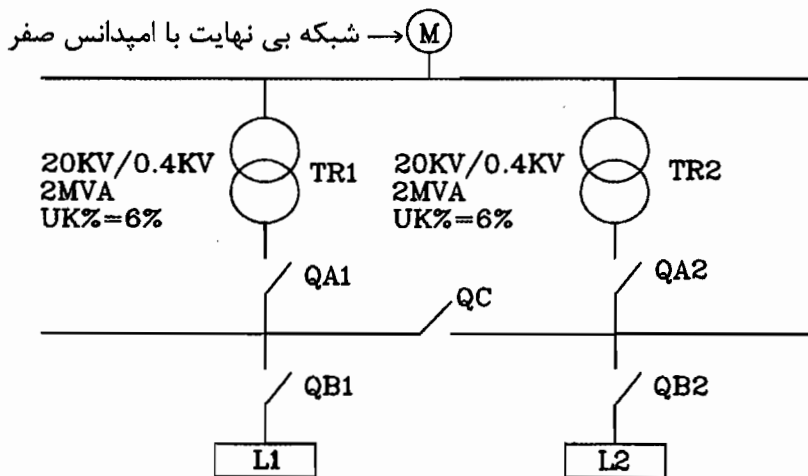 شبکه بی نهایت با امپدانس صفر
M
20KV/0.4KV
2MVA
UK%=6%
TR1
20KV/0.4KV
2MVA
UK%=6%
TR2
QA1
QC
QA2
QB1
QB2
L1
L2